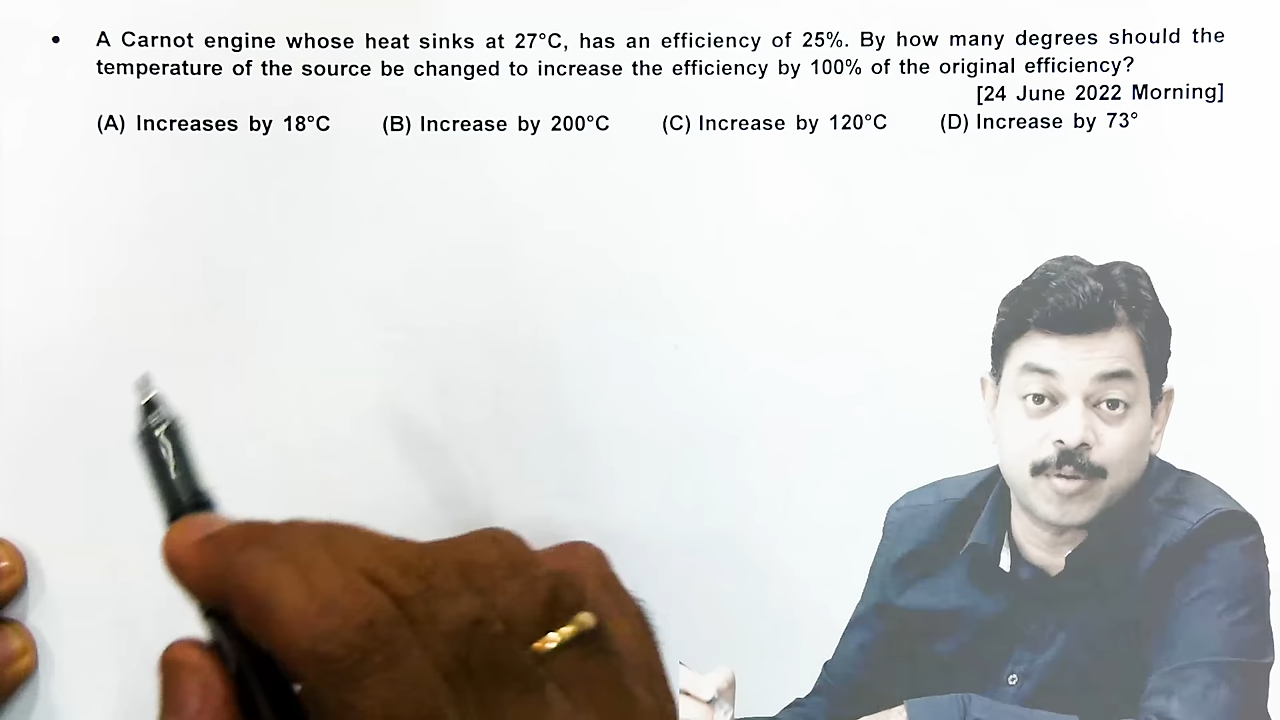 • A Carnot engine whose heat sinks at 27°C, has an efficiency of 25%. By how many degrees should the
temperature of the source be changed to increase the efficiency by 100% of the original efficiency?
[24 June 2022 Morning]
(A) Increases by 18°C (B) Increase by 200°C (C) Increase by 120°C (D) Increase by 73°